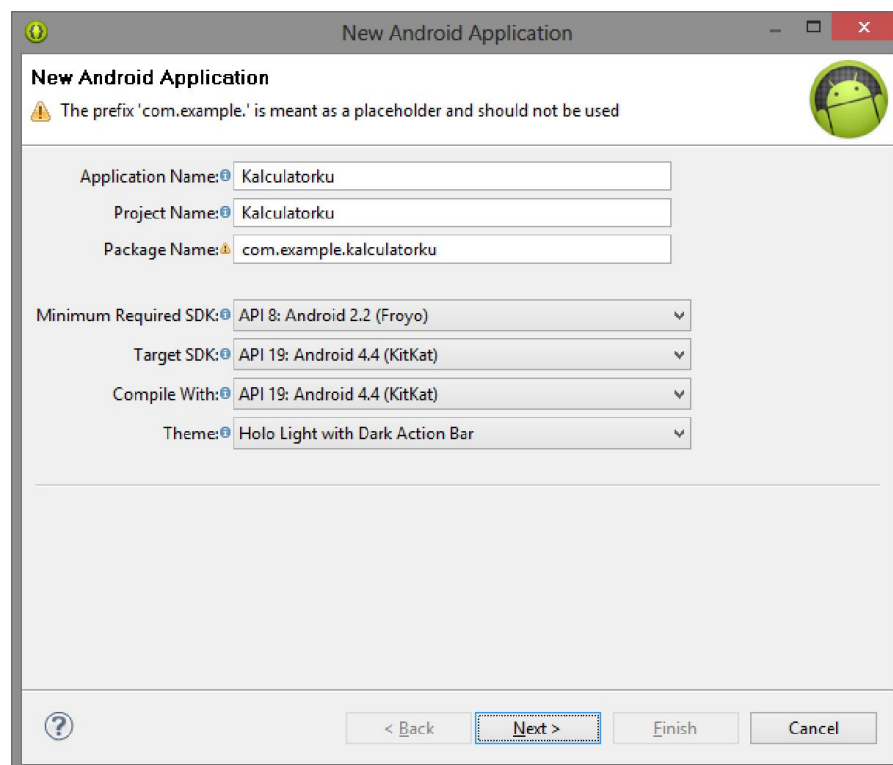 New Android Application
New Android Application
The prefix 'com.example.' is meant as a placeholder and should not be used
Application Name: Kalculatorku
Project Name: Kalculatorku
Package Name: com.example.kalculatorku
Minimum Required SDK: API 8: Android 2.2 (Froyo)
Target SDK: API 19: Android 4.4 (KitKat)
Compile With: API 19: Android 4.4 (KitKat)
Theme: Holo Light with Dark Action Bar
? < Back Next > Finish Cancel